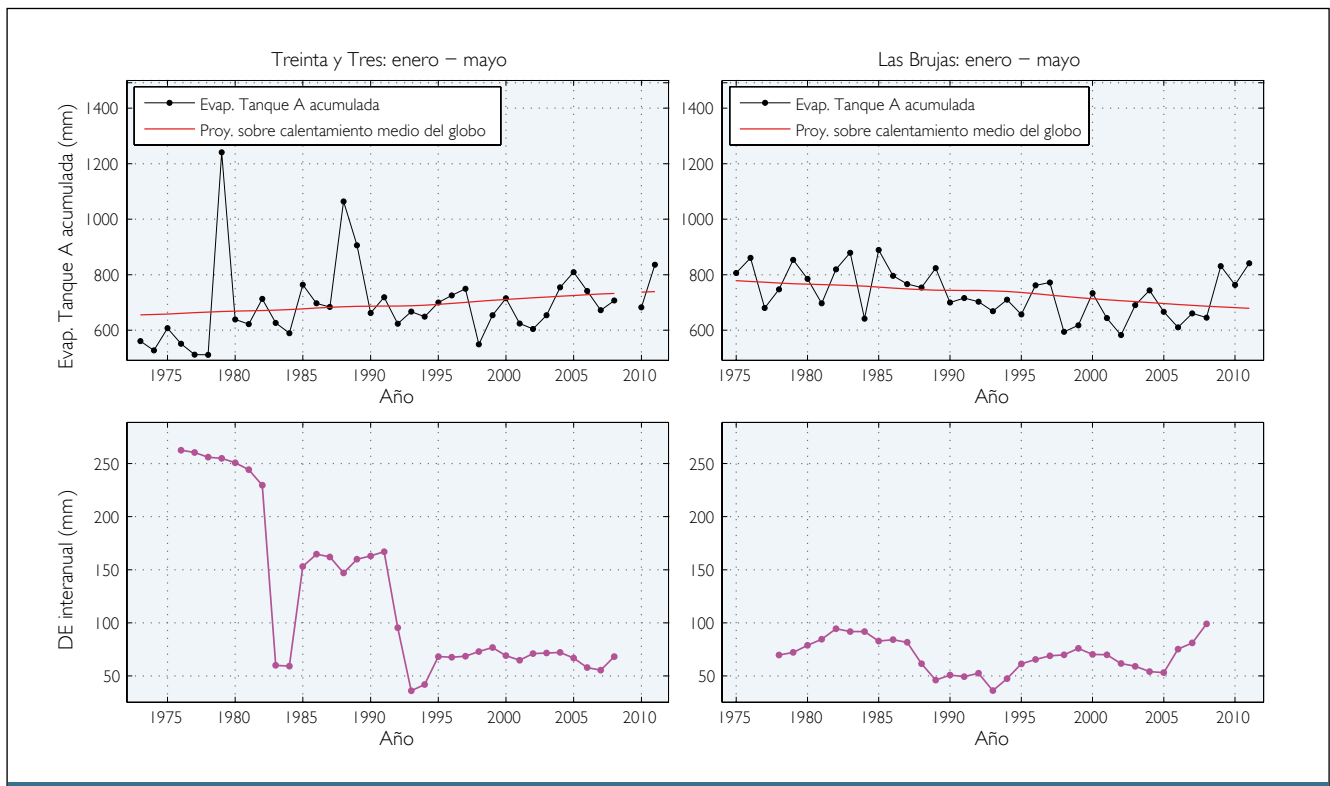 Treinta y Tres: enero – mayo
Evap. Tanque A acumulada
Proy. sobre calentamiento medio del globo
Evap. Tanque A acumulada (mm)
1400
1200
1000
800
600
1975 1980 1985 1990 1995 2000 2005 2010
Año
Las Brujas: enero – mayo
Evap. Tanque A acumulada
Proy. sobre calentamiento medio del globo
1400
1200
1000
800
600
1975 1980 1985 1990 1995 2000 2005 2010
Año
DE interanual (mm)
250
200
150
100
50
1975 1980 1985 1990 1995 2000 2005 2010
Año
250
200
150
100
50
1975 1980 1985 1990 1995 2000 2005 2010
Año